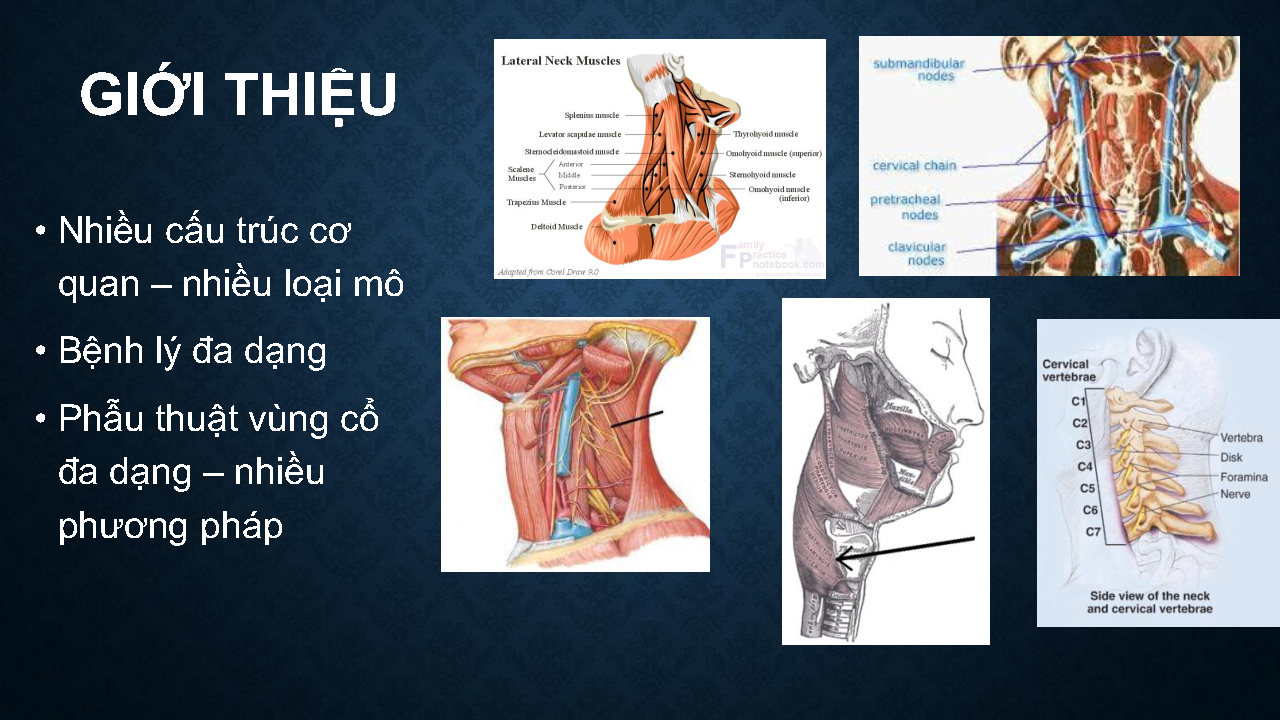 GIỚI THIỆU
• Nhiều cấu trúc cơ
quan – nhiều loại mô
• Bệnh lý đa dạng
• Phẫu thuật vùng cổ
đa dạng – nhiều
phương pháp
Lateral Neck Muscles
Splenius muscle
Levator scapulae muscle
Sternocleidomastoid muscle
Scalene
Muscles
Anterior
Middle
Posterior
Trapezius Muscle
Deltoid Muscle
Thyrohyoid muscle
Omohyoid muscle (superior)
Sternohyoid muscle
Omohyoid muscle
(inferior)
Family
Practice
notebook.com
Adapted from Corel Draw 9.0
submandibular
nodes
cervical chain
pretracheal
nodes
clavicular
nodes
Maxilla
Cervical
vertebrae
C1
C2
C3
C4
C5
C6
C7
Vertebra
Disk
Foramina
Nerve
Side view of the neck
and cervical vertebrae